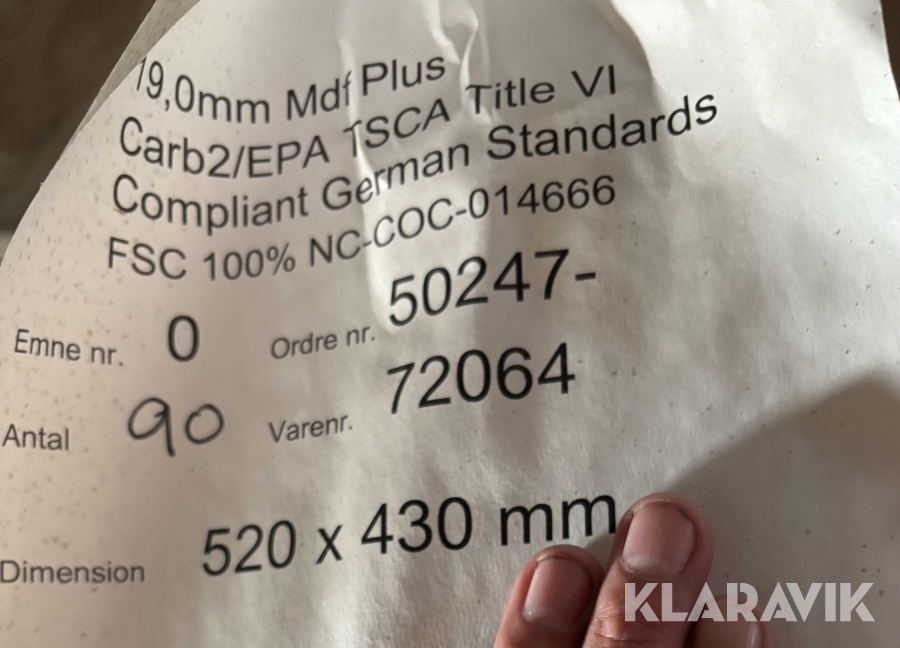 19,0mm Mdf Plus
Carb2/EPA TSCA Title VI
Compliant German Standards
FSC 100% NC-COC-014666
Emne nr. 0 Ordre nr. 50247-
Antal 90 Varenr. 72064
Dimension 520 x 430 mm
KLARAVIK